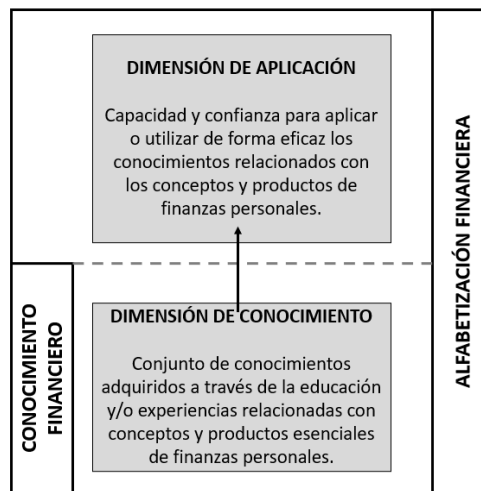 DIMENSIÓN DE APLICACIÓN
Capacidad y confianza para aplicar
o utilizar de forma eficaz los
conocimientos relacionados con
los conceptos y productos de
finanzas personales.
DIMENSIÓN DE CONOCIMIENTO
Conjunto de conocimientos
adquiridos a través de la educación
y/o experiencias relacionadas con
conceptos y productos esenciales
de finanzas personales.
CONOCIMIENTO
FINANCIERO
ALFABETIZACIÓN FINANCIERA